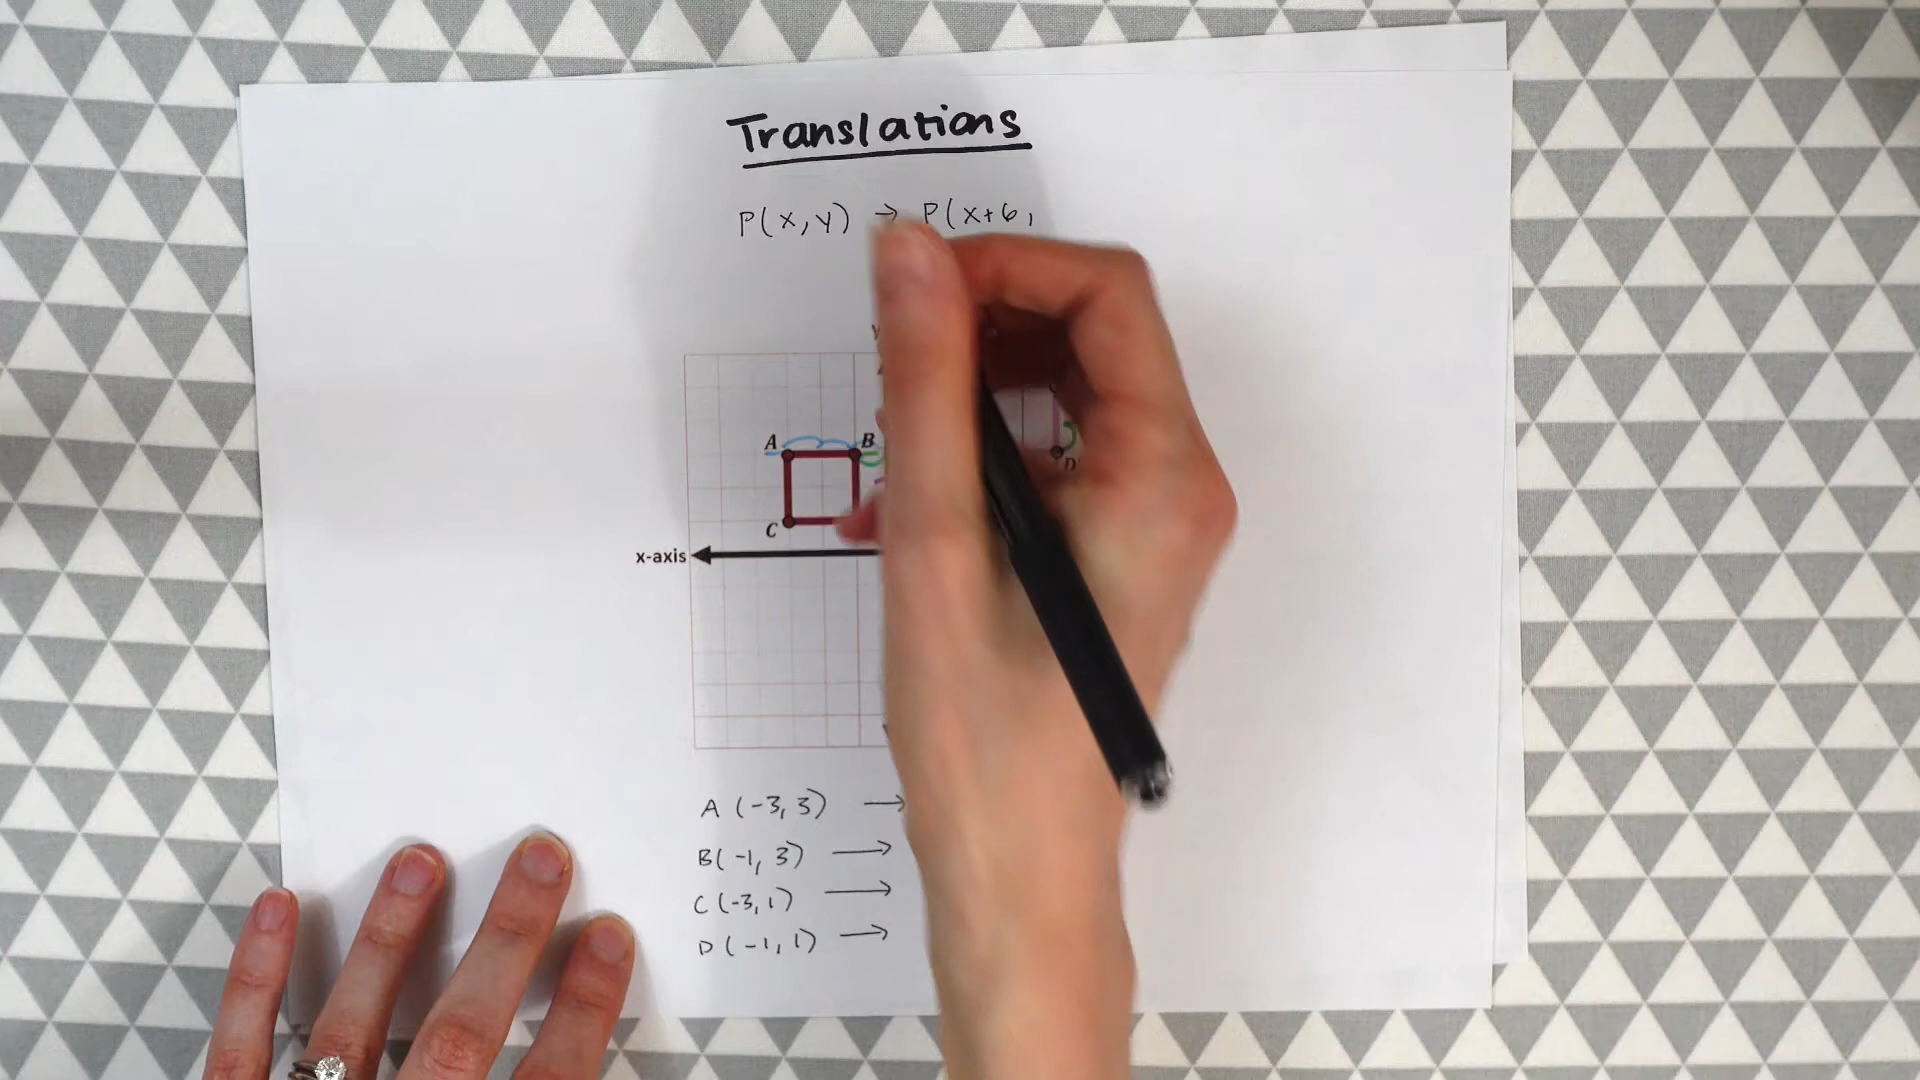 Translations
P(x,y) → P(x+6,
A B
D
C
x-axis
A (-3, 3) →
B(-1, 3) →
C (-3, 1) →
D (-1, 1) →